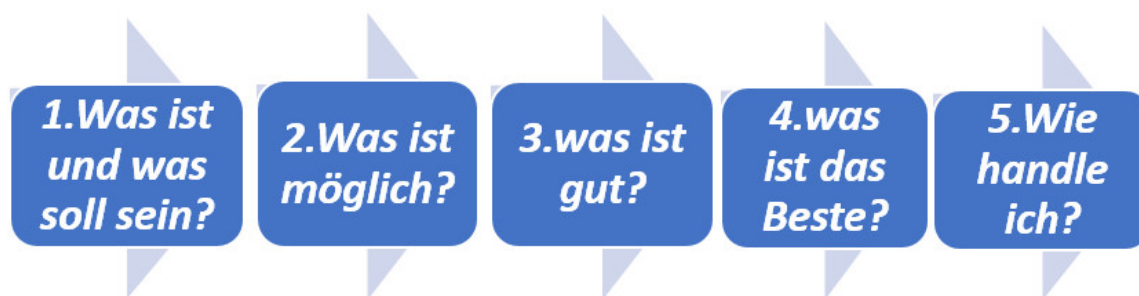 1.Was ist
und was
soll sein?
2.Was ist
möglich?
3.was ist
gut?
4.was
ist das
Beste?
5.Wie
handle
ich?